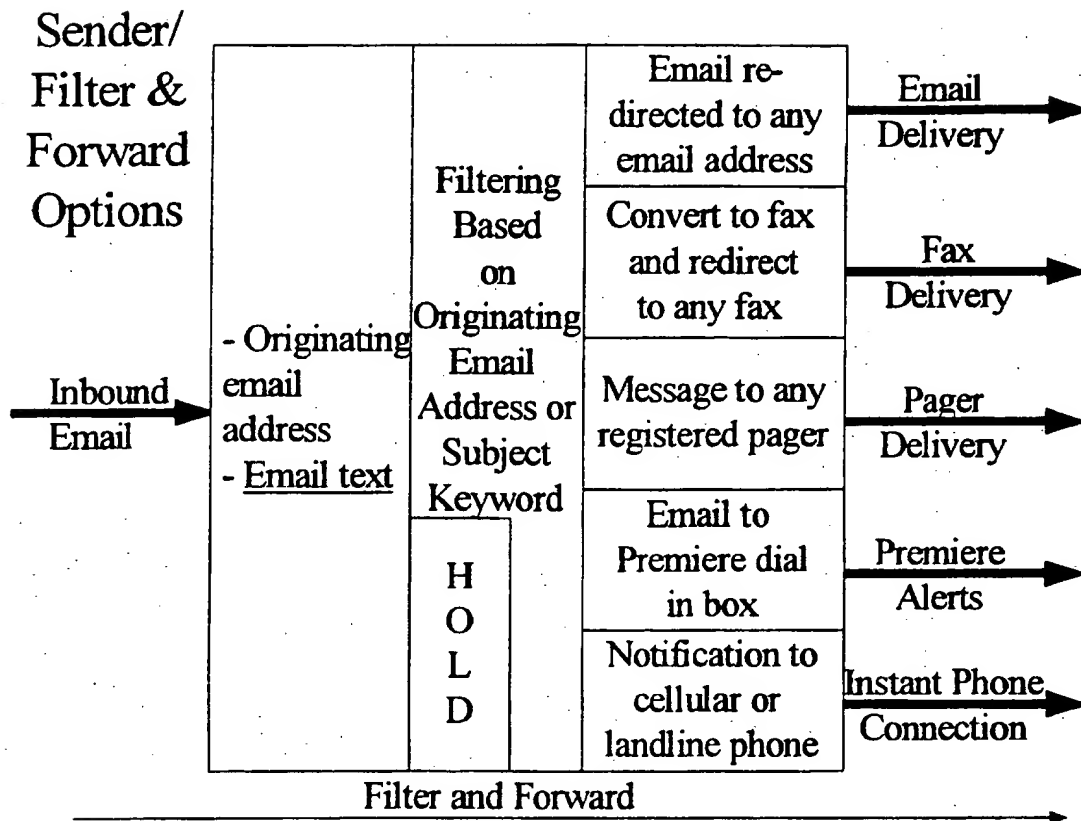 Sender/
Filter &
Forward
Options
Inbound
Email
- Originating
email
address
- Email text
Filtering
Based
on
Originating
Email
Address or
Subject
Keyword
H
O
L
D
Email re-
directed to any
email address
Convert to fax
and redirect
to any fax
Message to any
registered pager
Email to
Premiere dial
in box
Notification to
cellular or
landline phone
Email
Delivery
Fax
Delivery
Pager
Delivery
Premiere
Alerts
Instant Phone
Connection
Filter and Forward